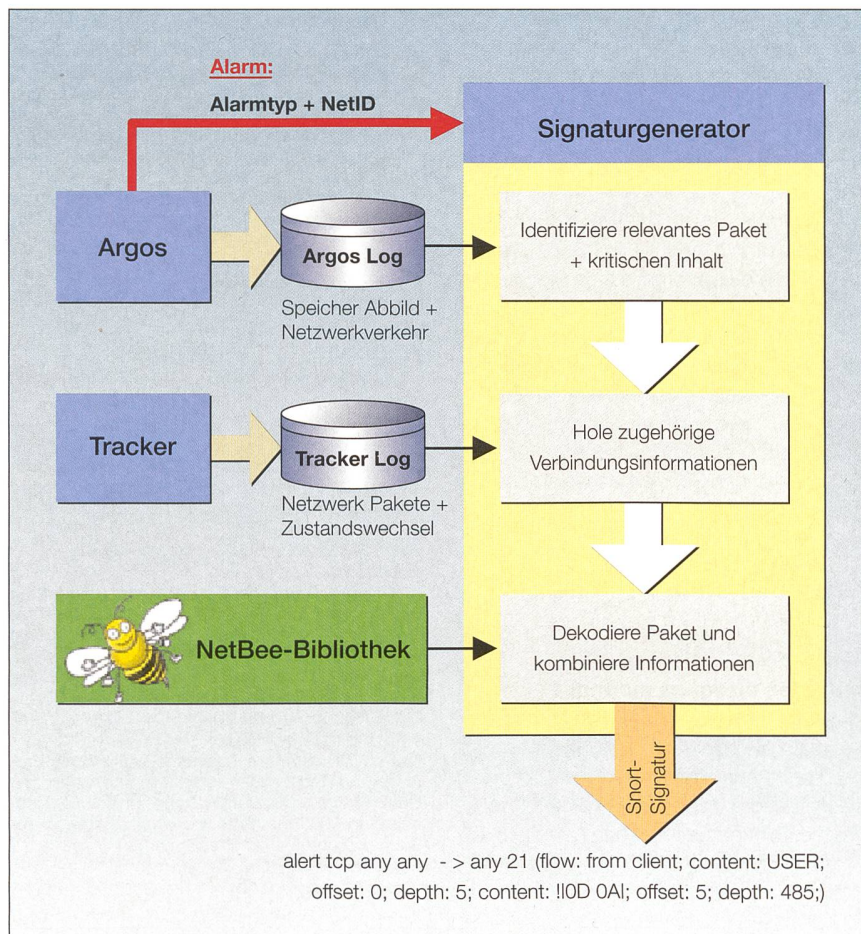 Alarm:
Alarmtyp + NetID
Signaturgenerator
Argos
Argos Log
Speicher Abbild +
Netzwerkverkehr
Identifiziere relevantes Paket
+ kritischen Inhalt
Tracker
Tracker Log
Netzwerk Pakete +
Zustandswechsel
Hole zugehörige
Verbindungsinformationen
NetBee-Bibliothek
Dekodiere Paket und
kombiniere Informationen
Snort-
Signatur
alert tcp any any - > any 21 (flow: from client; content: USER;
offset: 0; depth: 5; content: !|0D 0A|; offset: 5; depth: 485;)